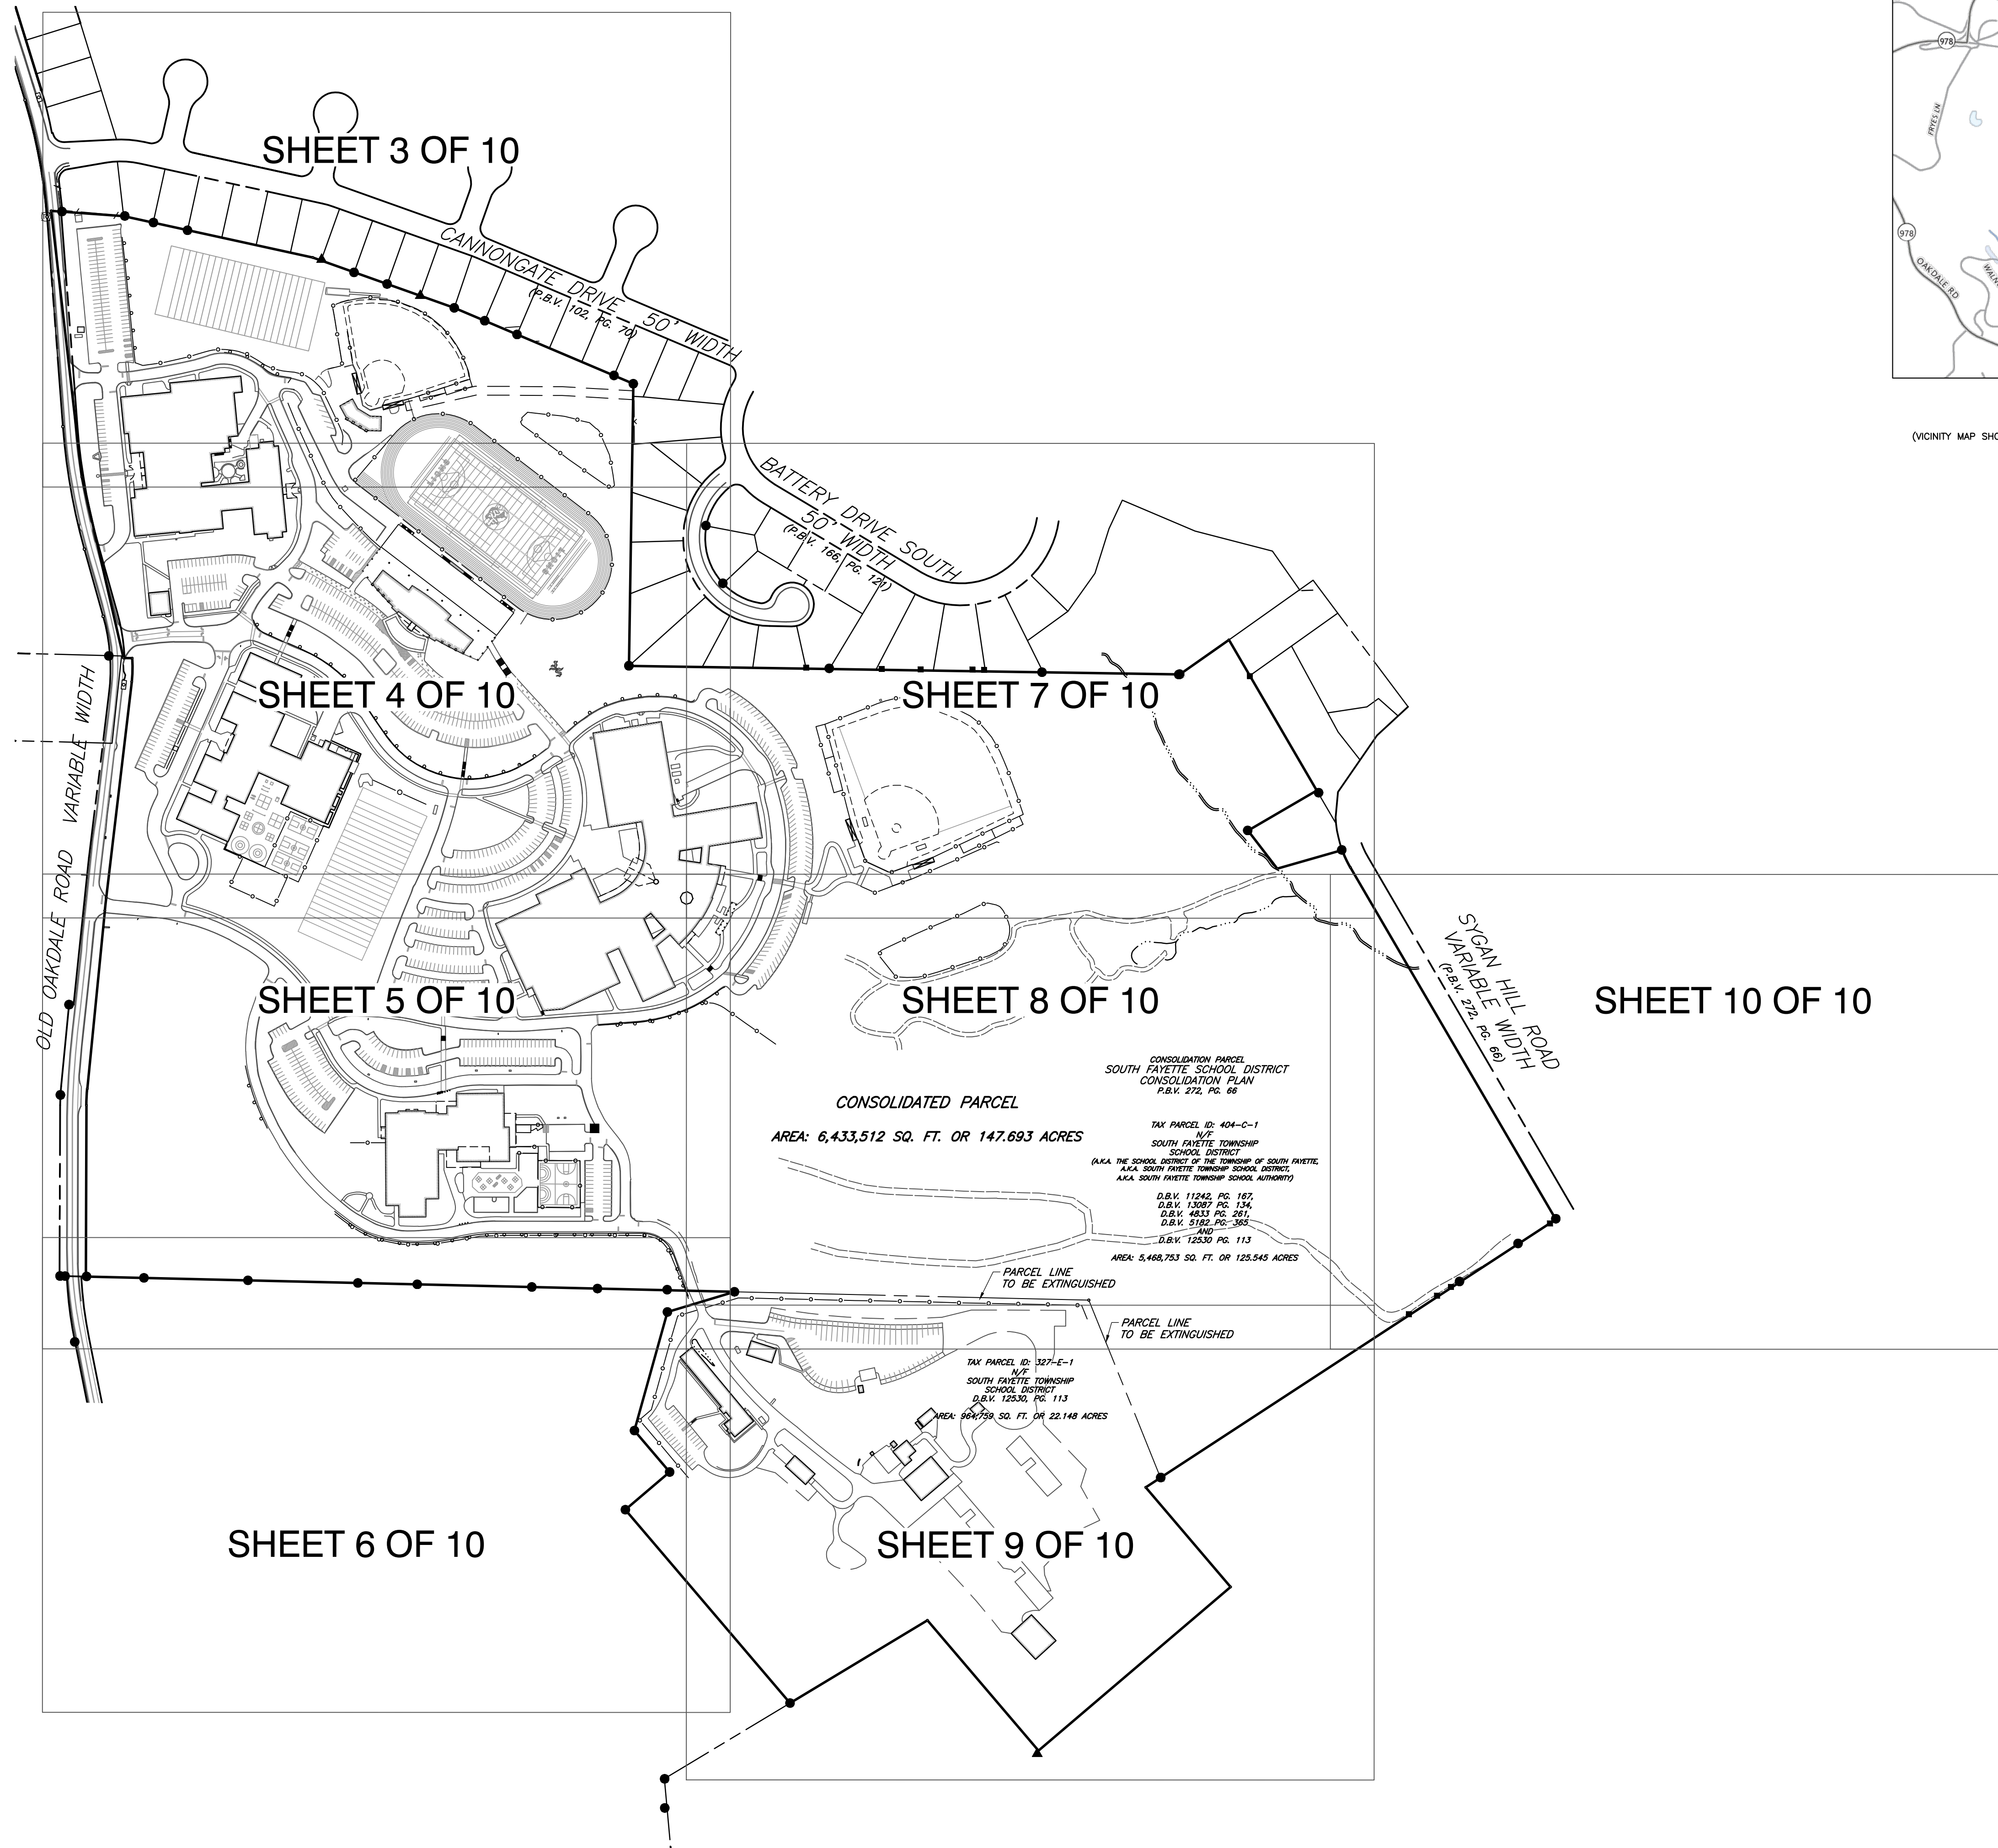 978
FRYES LN
978
OAKDALE RD
(VICINITY MAP
SHEET 3 OF 10
CANNONGATE DRIVE 50' WIDTH
(P.B.V. 102, PG. 70)
BATTERY DRIVE SOUTH
50' WIDTH
(P.B.V. 166, PG. 121)
LIONS
SHEET 4 OF 10
SHEET 7 OF 10
OLD OAKDALE ROAD VARIABLE WIDTH
SHEET 5 OF 10
SHEET 8 OF 10
SYGAN HILL ROAD
VARIABLE WIDTH
(P.B.V. 272, PG. 66)
SHEET 10 OF 10
CONSOLIDATION PARCEL
SOUTH FAYETTE SCHOOL DISTRICT
CONSOLIDATION PLAN
P.B.V. 272, PG. 66
CONSOLIDATED PARCEL
AREA: 6,433,512 SQ. FT. OR 147.693 ACRES
TAX PARCEL ID: 404-C-1
N/F
SOUTH FAYETTE TOWNSHIP
SCHOOL DISTRICT
(A.K.A. THE SCHOOL DISTRICT OF THE TOWNSHIP OF SOUTH FAYETTE,
A.K.A. SOUTH FAYETTE TOWNSHIP SCHOOL DISTRICT,
A.K.A. SOUTH FAYETTE TOWNSHIP SCHOOL AUTHORITY)
D.B.V. 11242, PG. 167,
D.B.V. 13087 PG. 134,
D.B.V. 4833 PG. 261,
D.B.V. 5182 PG. 365
AND
D.B.V. 12530 PG. 113
AREA: 5,468,753 SQ. FT. OR 125.545 ACRES
PARCEL LINE
TO BE EXTINGUISHED
PARCEL LINE
TO BE EXTINGUISHED
TAX PARCEL ID: 327-E-1
N/F
SOUTH FAYETTE TOWNSHIP
SCHOOL DISTRICT
D.B.V. 12530, PG. 113
AREA: 964,759 SQ. FT. OR 22.148 ACRES
SHEET 6 OF 10
SHEET 9 OF 10